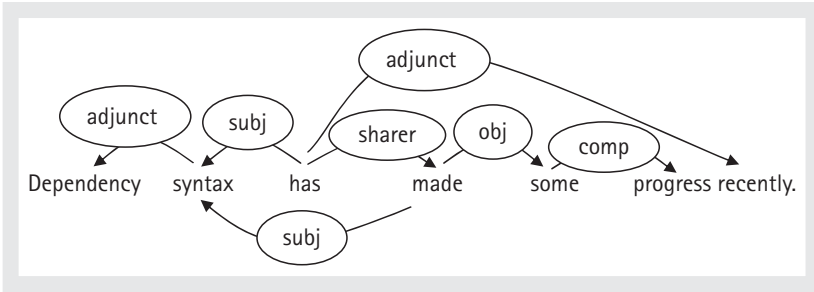 adjunct
adjunct
subj
sharer
obj
comp
Dependency syntax has made some progress recently.
subj